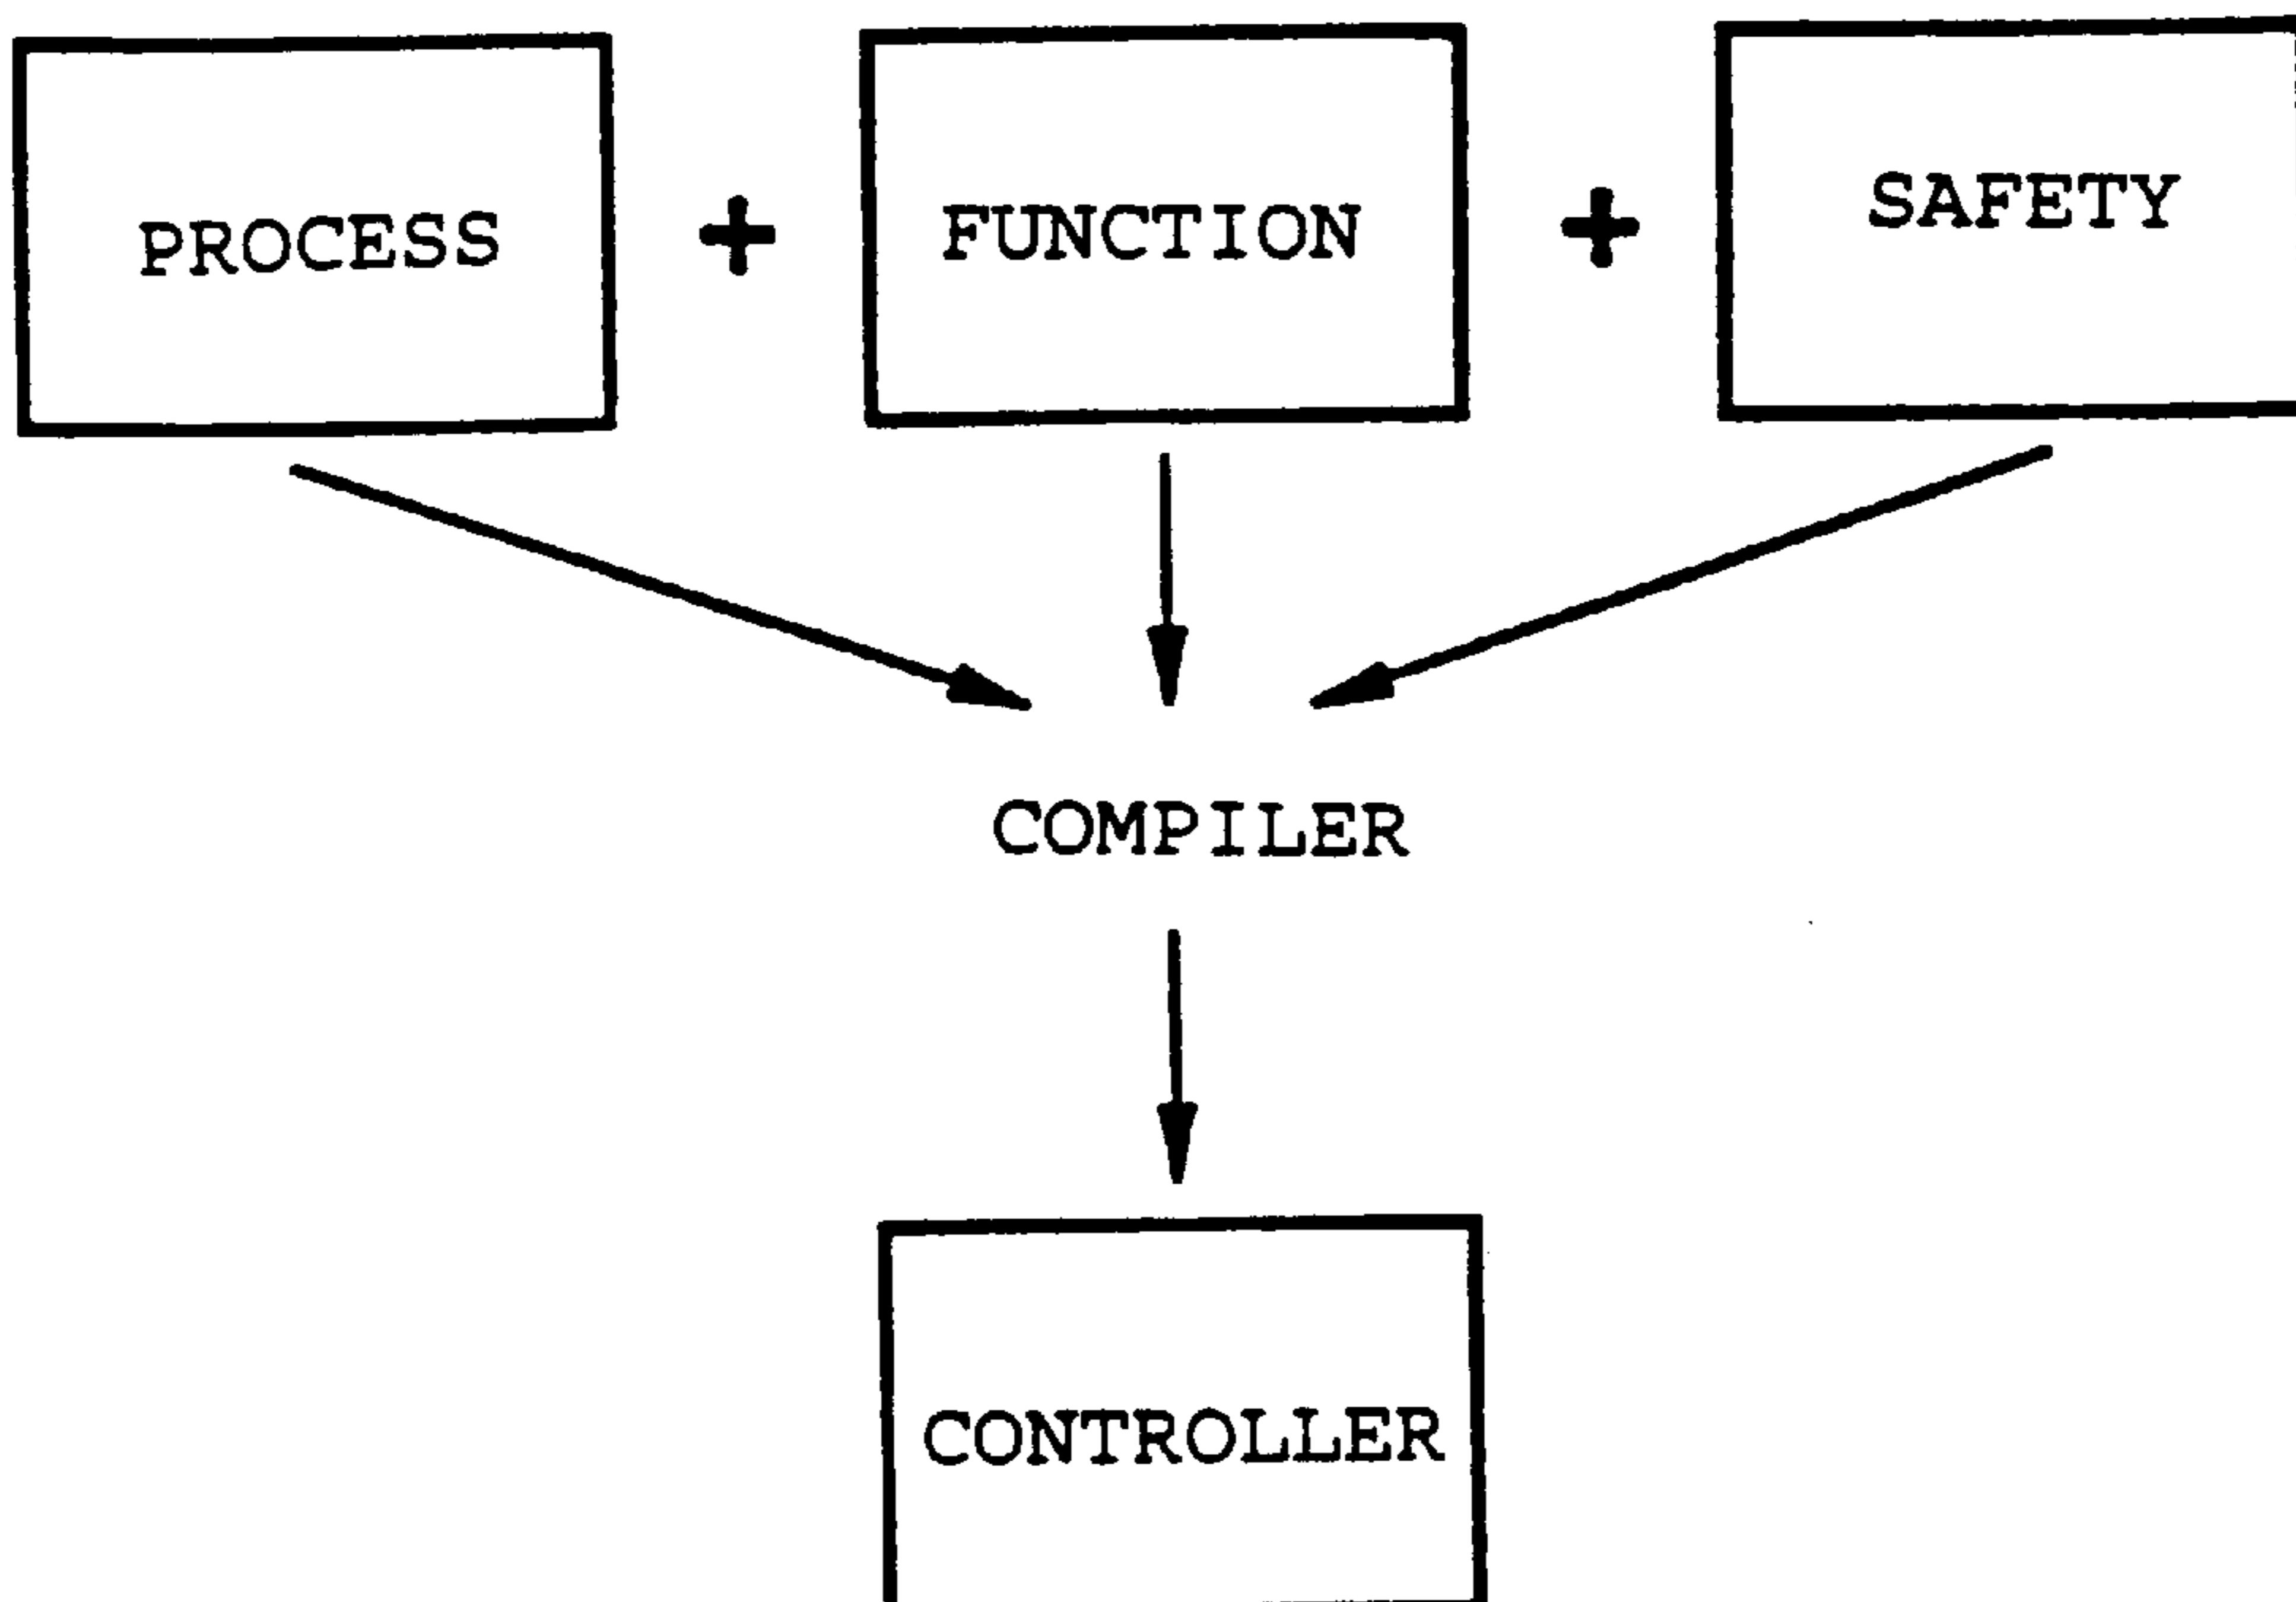 PROCESS + FUNCTION + SAFETY
COMPILER
CONTROLLER